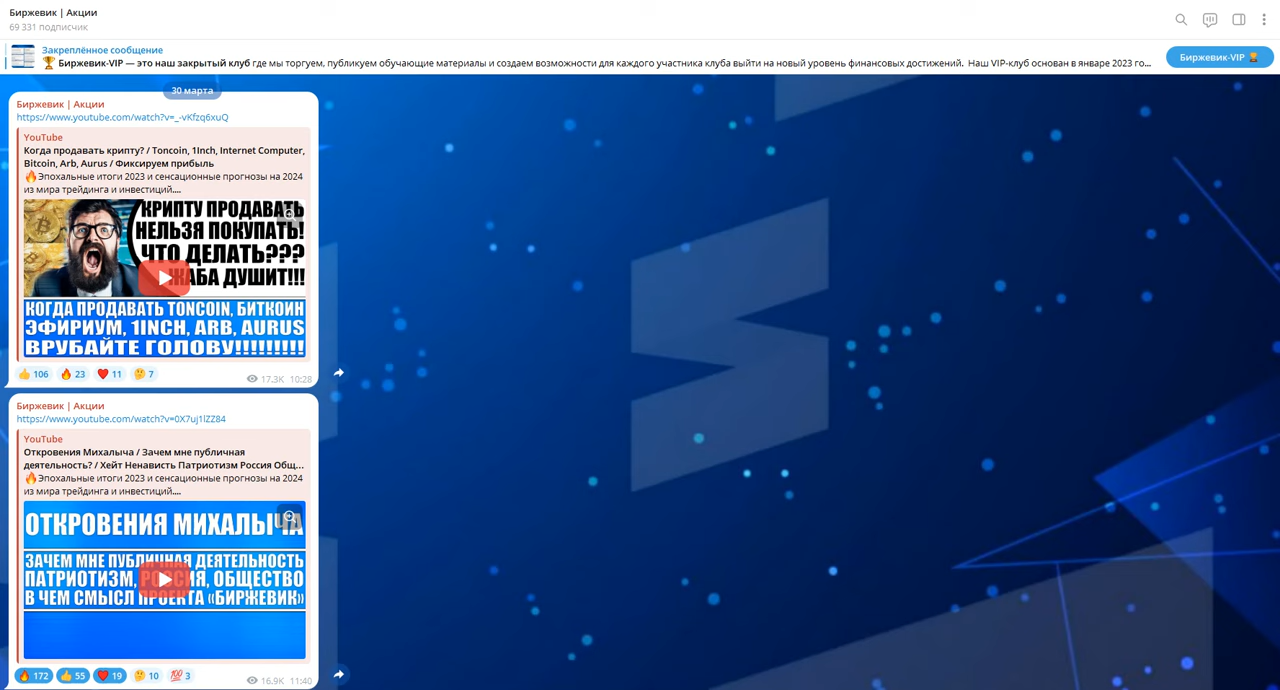 Биржевик | Акции
69 331 подписчик
Закреплённое сообщение
🏆 Биржевик-VIP — это наш закрытый клуб где мы торгуем, публикуем обучающие материалы и создаем возможности для каждого участника клуба выйти на новый уровень финансовых достижений. Наш VIP-клуб основан в январе 2023 го...
Биржевик-VIP
30 марта
Биржевик | Акции
https://www.youtube.com/watch?v=_-vKfzq6xuQ
YouTube
Когда продавать крипту? / Toncoin, 1Inch, Internet Computer,
Bitcoin, Arb, Aurus / Фиксируем прибыль
🔥Эпохальные итоги 2023 и сенсационные прогнозы на 2024
из мира трейдинга и инвестиций....
КРИПТУ ПРОДАВАТЬ
НЕЛЬЗЯ ПОКУПАТЬ!
ЧТО ДЕЛАТЬ???
ЖАБА ДУШИТ!!!
КОГДА ПРОДАВАТЬ TONCOIN, БИТКОИН
ЭФИРИУМ, 1INCH, ARB, AURUS
ВРУБАЙТЕ ГОЛОВУ!!!!!!!!!
👍 106 🔥 23 ❤️ 11 🤔 7
17.3K 10:28
Биржевик | Акции
https://www.youtube.com/watch?v=0X7uj1lZZ84
YouTube
Откровения Михалыча / Зачем мне публичная
деятельность? / Хейт Ненависть Патриотизм Россия Общ...
🔥Эпохальные итоги 2023 и сенсационные прогнозы на 2024
из мира трейдинга и инвестиций....
ОТКРОВЕНИЯ МИХАЛЫЧА
ЗАЧЕМ МНЕ ПУБЛИЧНАЯ ДЕЯТЕЛЬНОСТЬ
ПАТРИОТИЗМ, РОССИЯ, ОБЩЕСТВО
В ЧЕМ СМЫСЛ ПРОЕКТА «БИРЖЕВИК»
🔥 172 👍 55 ❤️ 19 🤔 10 💯 3
16.9K 11:40